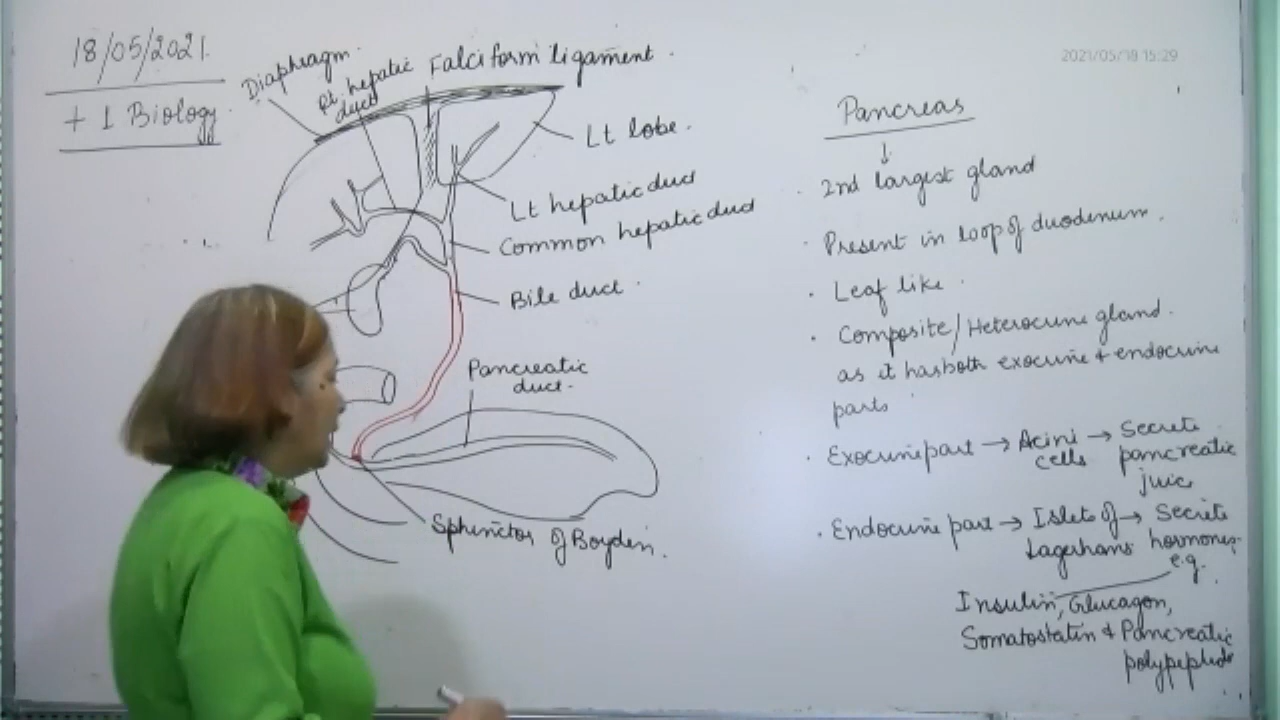 18/05/2021.
+ 1 Biology.
Diaphragm.
Rt. hepatic
duct
Falciform ligament.
Lt lobe.
Lt hepatic duct
Common hepatic duct
Bile duct.
Pancreatic
duct.
Sphinctor of Boyden.
2021/05/18 15:29
Pancreas
↓
. 2nd largest gland
. Present in loop of duodenum.
. Leaf like.
. Composite/Heterocrine gland.
as it has both exocrine + endocrine
parts.
. Exocrine part → Acini → Secrete
cells pancreatic
juice
. Endocrine part → Islets of → Secrete
Lagerhans hormones.
e.g.
Insulin, Glucagon,
Somatostatin + Pancreatic
polypeptide